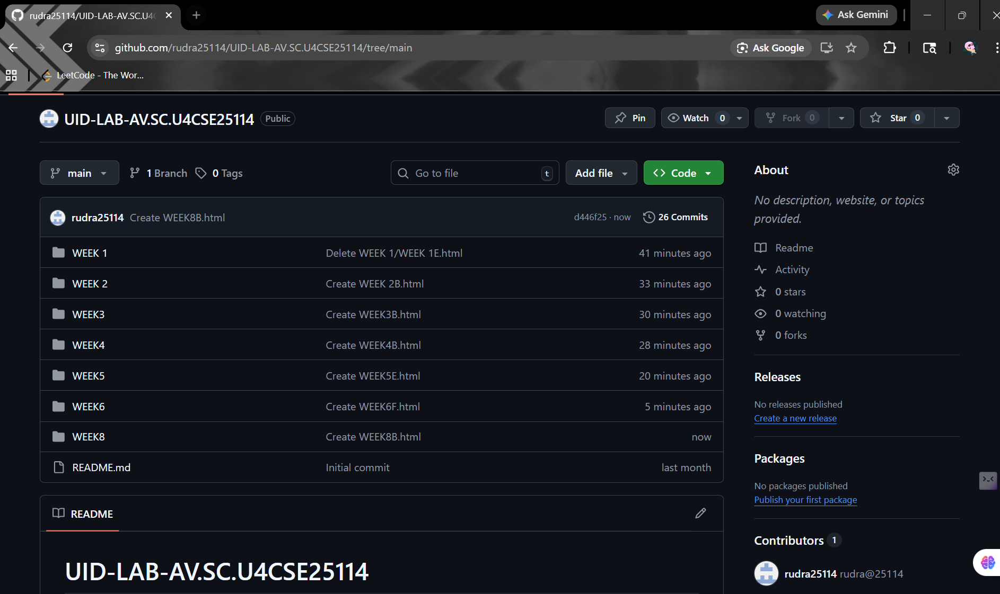 rudra25114/UID-LAB-AV.SC.U4
Ask Gemini
github.com/rudra25114/UID-LAB-AV.SC.U4CSE25114/tree/main
Ask Google
LeetCode - The Wor...
UID-LAB-AV.SC.U4CSE25114 Public
Pin Watch 0 Fork 0 Star 0
main 1 Branch 0 Tags Go to file t Add file Code
rudra25114 Create WEEK8B.html d446f25 · now 26 Commits
WEEK 1 Delete WEEK 1/WEEK 1E.html 41 minutes ago
WEEK 2 Create WEEK 2B.html 33 minutes ago
WEEK3 Create WEEK3B.html 30 minutes ago
WEEK4 Create WEEK4B.html 28 minutes ago
WEEK5 Create WEEK5E.html 20 minutes ago
WEEK6 Create WEEK6F.html 5 minutes ago
WEEK8 Create WEEK8B.html now
README.md Initial commit last month
README
UID-LAB-AV.SC.U4CSE25114
About
No description, website, or topics
provided.
Readme
Activity
0 stars
0 watching
0 forks
Releases
No releases published
Create a new release
Packages
No packages published
Publish your first package
Contributors 1
rudra25114 rudra@25114